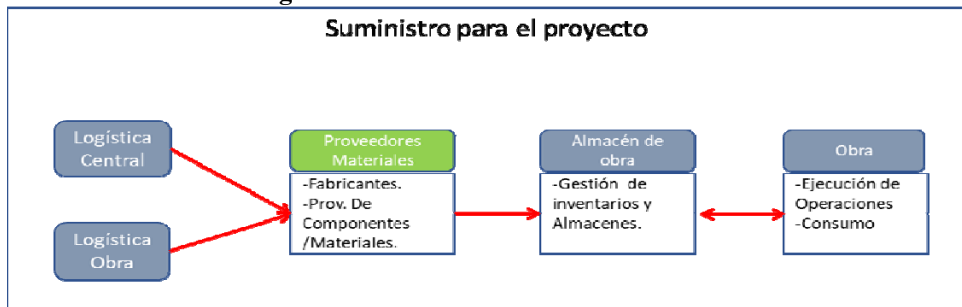 Suministro para el proyecto
Logística
Central
Logística
Obra
Proveedores
Materiales
-Fabricantes.
-Prov. De
Componentes
/Materiales.
Almacén de
obra
-Gestión de
inventarios y
Almacenes.
Obra
-Ejecución de
Operaciones
-Consumo